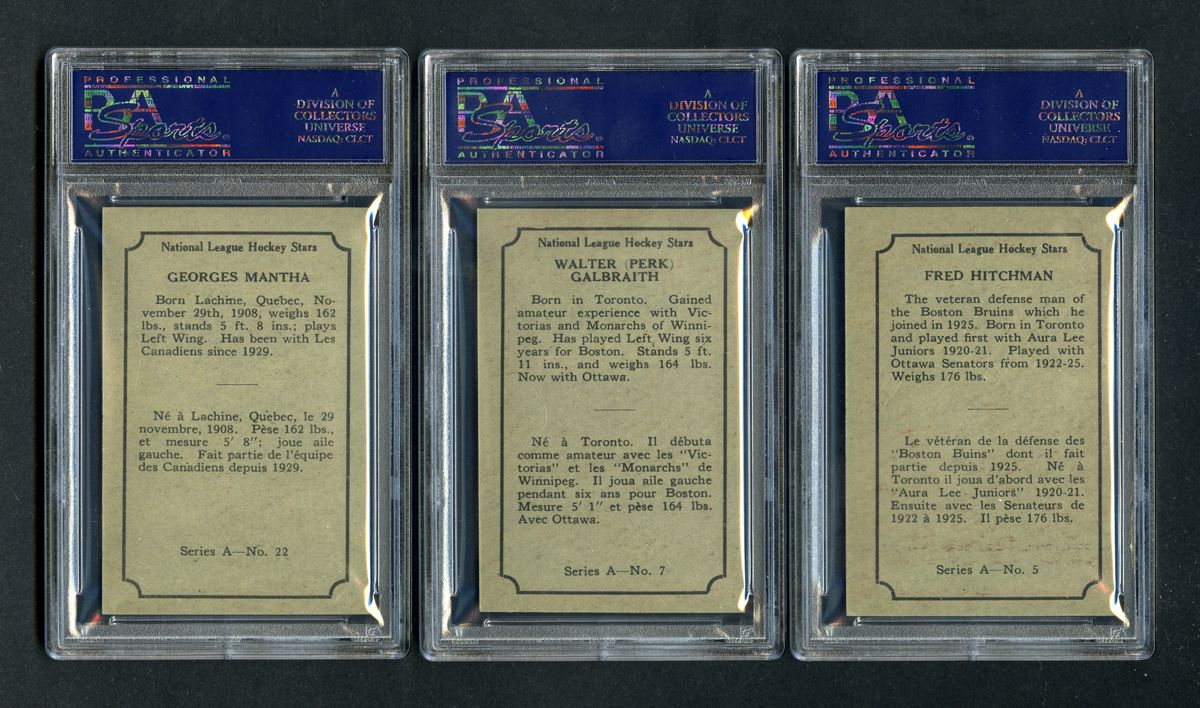 PROFESSIONAL
PSA
Sports
AUTHENTICATOR
A
DIVISION OF
COLLECTORS
UNIVERSE
NASDAQ: CLCT
National League Hockey Stars
GEORGES MANTHA
Born Lachine, Quebec, No-
vember 29th, 1908, weighs 162
lbs., stands 5 ft. 8 ins.; plays
Left Wing. Has been with Les
Canadiens since 1929.
Né à Lachine, Quebec, le 29
novembre, 1908. Pèse 162 lbs.,
et mesure 5' 8"; joue aile
gauche. Fait partie de l'équipe
des Canadiens depuis 1929.
Series A—No. 22
PROFESSIONAL
PSA
Sports
AUTHENTICATOR
A
DIVISION OF
COLLECTORS
UNIVERSE
NASDAQ: CLCT
National League Hockey Stars
WALTER (PERK)
GALBRAITH
Born in Toronto. Gained
amateur experience with Vic-
torias and Monarchs of Winni-
peg. Has played Left Wing six
years for Boston. Stands 5 ft.
11 ins., and weighs 164 lbs.
Now with Ottawa.
Né à Toronto. Il débuta
comme amateur avec les "Vic-
torias" et les "Monarchs" de
Winnipeg. Il joua aile gauche
pendant six ans pour Boston.
Mesure 5' 1" et pèse 164 lbs.
Avec Ottawa.
Series A—No. 7
PROFESSIONAL
PSA
Sports
AUTHENTICATOR
A
DIVISION OF
COLLECTORS
UNIVERSE
NASDAQ: CLCT
National League Hockey Stars
FRED HITCHMAN
The veteran defense man of
the Boston Bruins which he
joined in 1925. Born in Toronto
and played first with Aura Lee
Juniors 1920-21. Played with
Ottawa Senators from 1922-25.
Weighs 176 lbs.
Le vétéran de la défense des
"Boston Buins" dont il fait
partie depuis 1925. Né à
Toronto il joua d'abord avec les
"Aura Lee Juniors" 1920-21.
Ensuite avec les Senateurs de
1922 à 1925. Il pèse 176 lbs.
Series A—No. 5